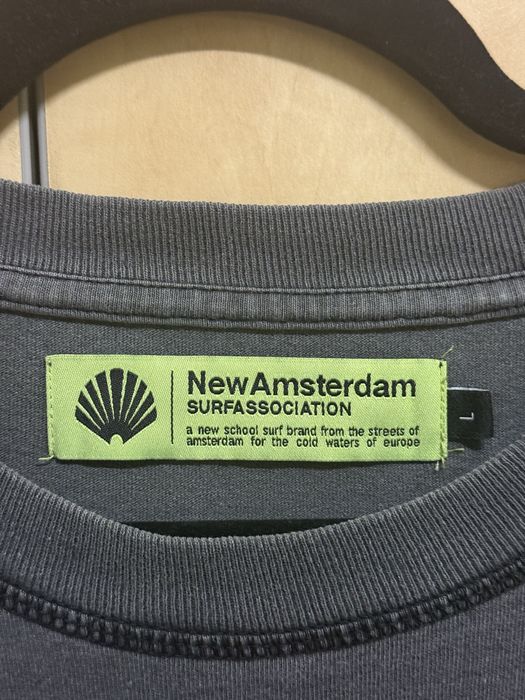 NewAmsterdam
SURFASSOCIATION
a new school surf brand from the streets of
amsterdam for the cold waters of europe
L